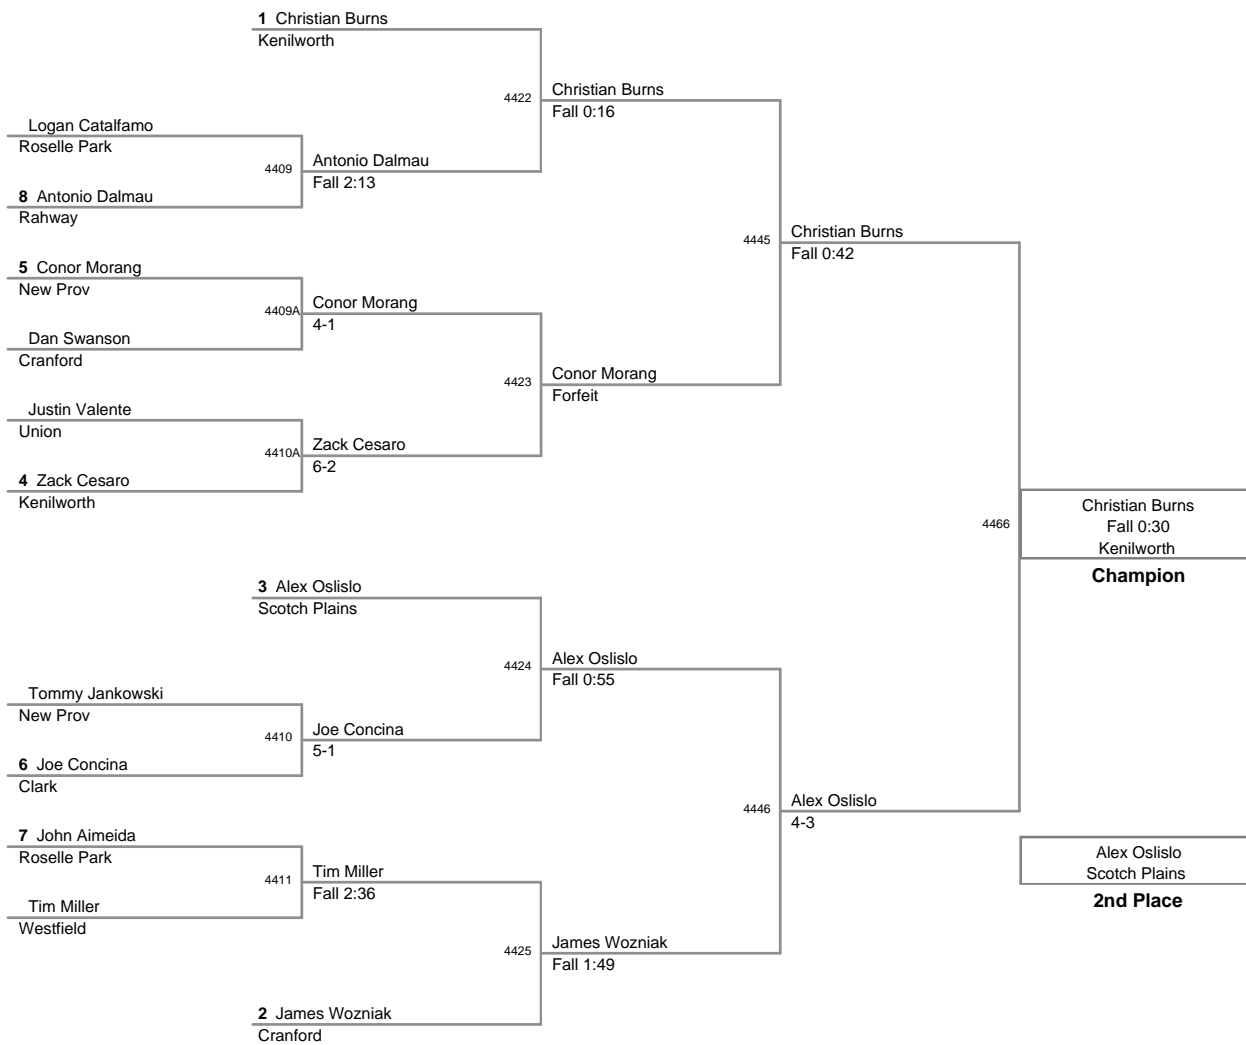 1 Christian Burns
Kenilworth
4422
Christian Burns
Fall 0:16
Logan Catalfamo
Roselle Park
4409
Antonio Dalmau
Fall 2:13
8 Antonio Dalmau
Rahway
4445
Christian Burns
Fall 0:42
5 Conor Morang
New Prov
4409A
Conor Morang
4-1
Dan Swanson
Cranford
4423
Conor Morang
Forfeit
Justin Valente
Union
4410A
Zack Cesaro
6-2
4 Zack Cesaro
Kenilworth
4466
Christian Burns
Fall 0:30
Kenilworth
Champion
3 Alex Oslislo
Scotch Plains
4424
Alex Oslislo
Fall 0:55
Tommy Jankowski
New Prov
4410
Joe Concina
5-1
6 Joe Concina
Clark
4446
Alex Oslislo
4-3
7 John Aimeida
Roselle Park
4411
Tim Miller
Fall 2:36
Tim Miller
Westfield
Alex Oslislo
Scotch Plains
2nd Place
4425
James Wozniak
Fall 1:49
2 James Wozniak
Cranford